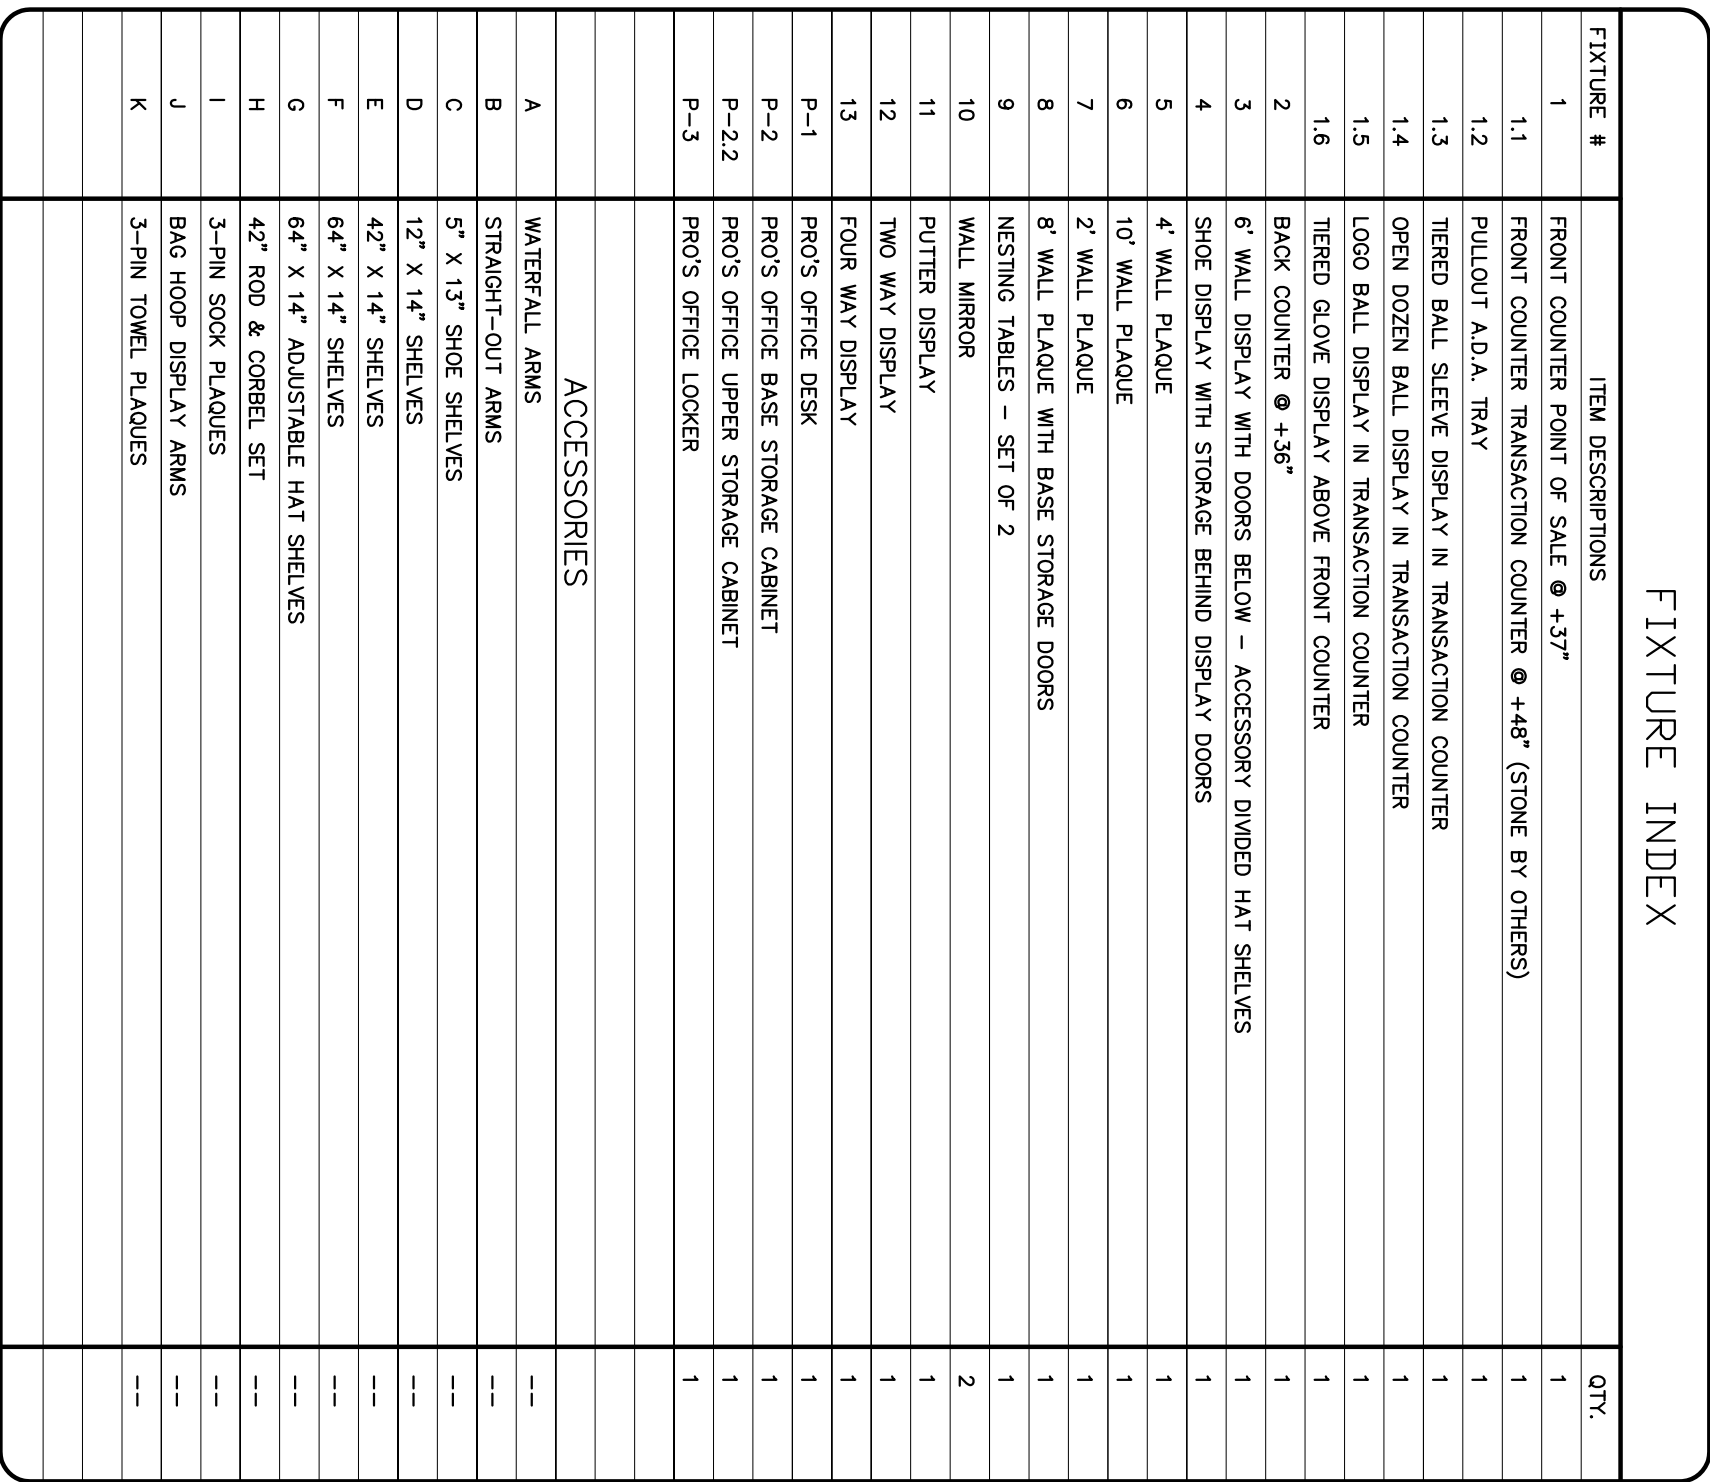 FIXTURE INDEX
FIXTURE # ITEM DESCRIPTIONS QTY.
1 FRONT COUNTER POINT OF SALE @ +37" 1
1.1 FRONT COUNTER TRANSACTION COUNTER @ +48" (STONE BY OTHERS) 1
1.2 PULLOUT A.D.A. TRAY 1
1.3 TIERED BALL SLEEVE DISPLAY IN TRANSACTION COUNTER 1
1.4 OPEN DOZEN BALL DISPLAY IN TRANSACTION COUNTER 1
1.5 LOGO BALL DISPLAY IN TRANSACTION COUNTER 1
1.6 TIERED GLOVE DISPLAY ABOVE FRONT COUNTER 1
2 BACK COUNTER @ +36" 1
3 6' WALL DISPLAY WITH DOORS BELOW - ACCESSORY DIVIDED HAT SHELVES 1
4 SHOE DISPLAY WITH STORAGE BEHIND DISPLAY DOORS 1
5 4' WALL PLAQUE 1
6 10' WALL PLAQUE 1
7 2' WALL PLAQUE 1
8 8' WALL PLAQUE WITH BASE STORAGE DOORS 1
9 NESTING TABLES - SET OF 2 1
10 WALL MIRROR 2
11 PUTTER DISPLAY 1
12 TWO WAY DISPLAY 1
13 FOUR WAY DISPLAY 1
P-1 PRO'S OFFICE DESK 1
P-2 PRO'S OFFICE BASE STORAGE CABINET 1
P-2.2 PRO'S OFFICE UPPER STORAGE CABINET 1
P-3 PRO'S OFFICE LOCKER 1
ACCESSORIES
A WATERFALL ARMS --
B STRAIGHT-OUT ARMS --
C 5" X 13" SHOE SHELVES --
D 12" X 14" SHELVES --
E 42" X 14" SHELVES --
F 64" X 14" SHELVES --
G 64" X 14" ADJUSTABLE HAT SHELVES --
H 42" ROD & CORBEL SET --
I 3-PIN SOCK PLAQUES --
J BAG HOOP DISPLAY ARMS --
K 3-PIN TOWEL PLAQUES --